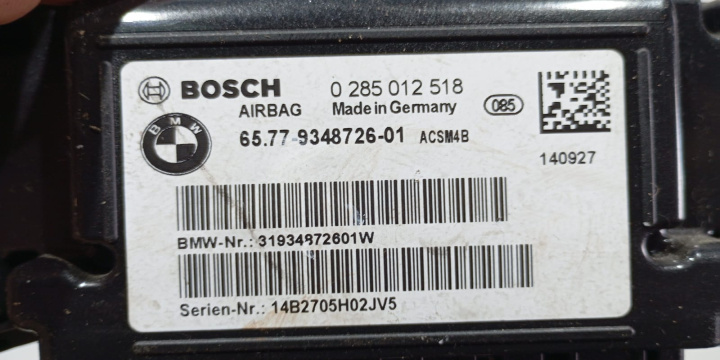 BOSCH 0 285 012 518
AIRBAG Made in Germany 085
BMW 65.77-9348726-01 ACSM4B
140927
BMW-Nr.: 31934872601W
Serien-Nr.: 14B2705H02JV5